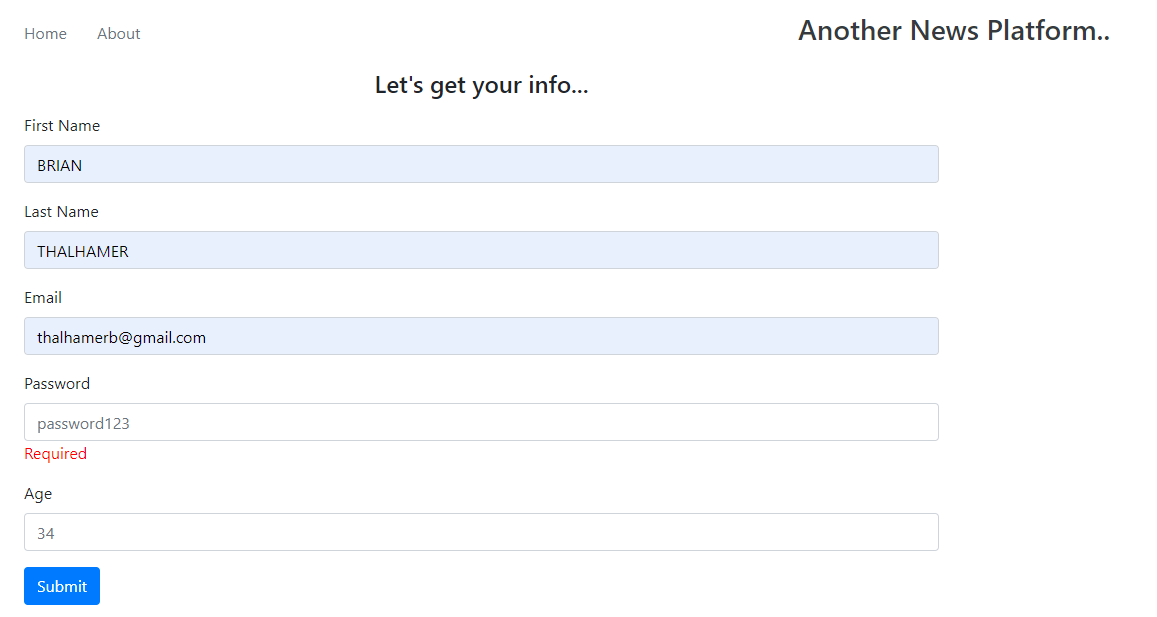 Home About Another News Platform..
Let's get your info...
First Name
BRIAN
Last Name
THALHAMER
Email
thalhamerb@gmail.com
Password
password123
Required
Age
34
Submit